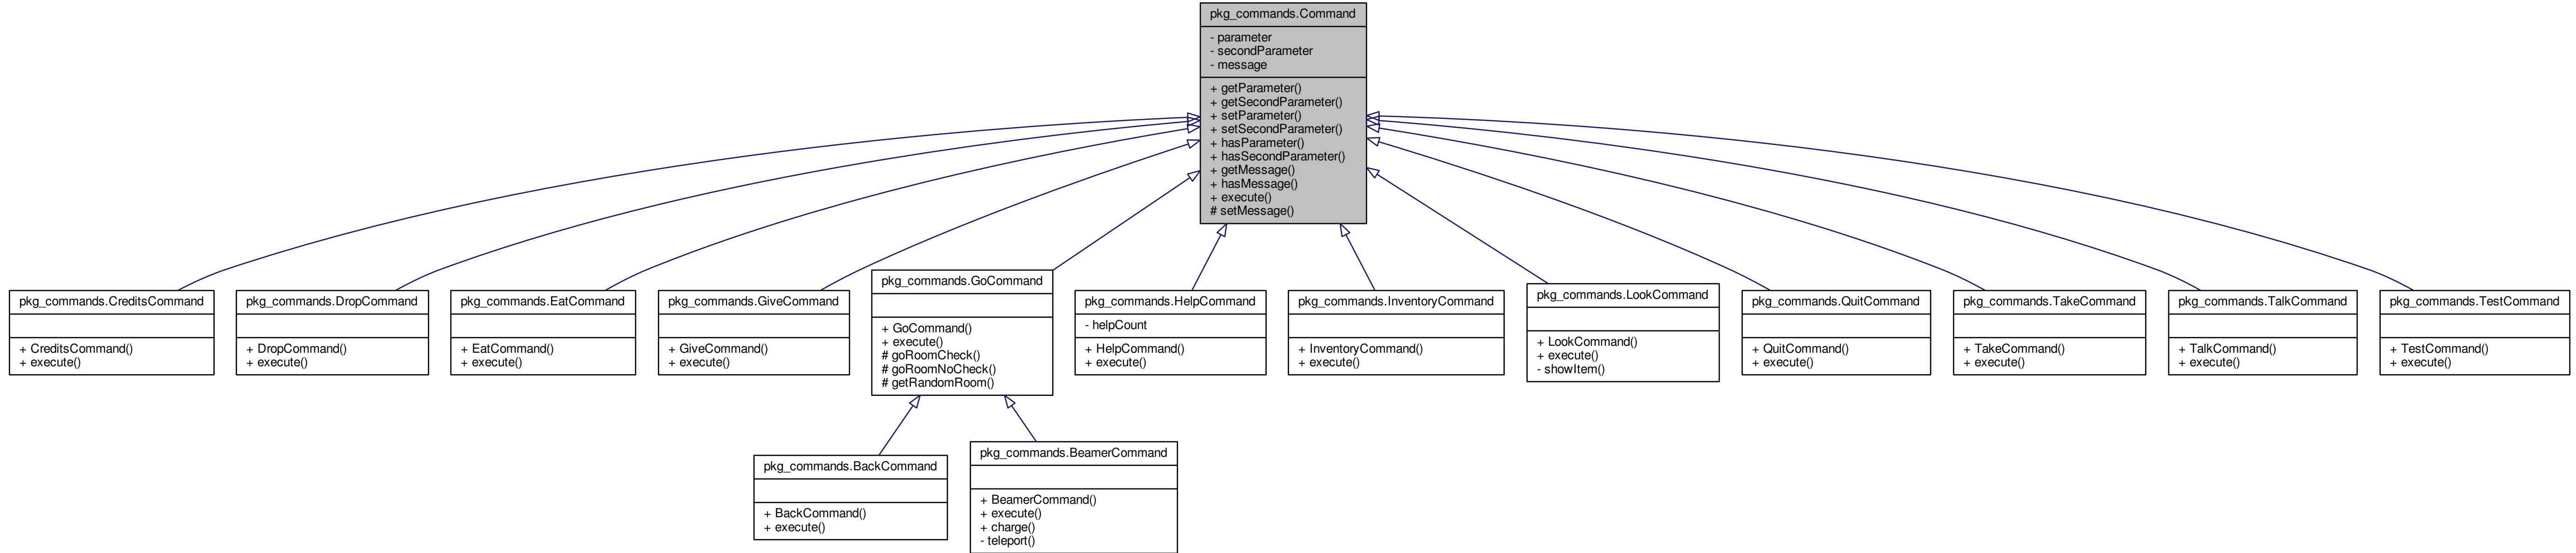 pkg_commands.Command
- parameter
- secondParameter
- message
+ getParameter()
+ getSecondParameter()
+ setParameter()
+ setSecondParameter()
+ hasParameter()
+ hasSecondParameter()
+ getMessage()
+ hasMessage()
+ execute()
# setMessage()
pkg_commands.CreditsCommand
+ CreditsCommand()
+ execute()
pkg_commands.DropCommand
+ DropCommand()
+ execute()
pkg_commands.EatCommand
+ EatCommand()
+ execute()
pkg_commands.GiveCommand
+ GiveCommand()
+ execute()
pkg_commands.GoCommand
+ GoCommand()
+ execute()
# goRoomCheck()
# goRoomNoCheck()
# getRandomRoom()
pkg_commands.HelpCommand
- helpCount
+ HelpCommand()
+ execute()
pkg_commands.InventoryCommand
+ InventoryCommand()
+ execute()
pkg_commands.LookCommand
+ LookCommand()
+ execute()
- showItem()
pkg_commands.QuitCommand
+ QuitCommand()
+ execute()
pkg_commands.TakeCommand
+ TakeCommand()
+ execute()
pkg_commands.TalkCommand
+ TalkCommand()
+ execute()
pkg_commands.TestCommand
+ TestCommand()
+ execute()
pkg_commands.BackCommand
+ BackCommand()
+ execute()
pkg_commands.BeamerCommand
+ BeamerCommand()
+ execute()
+ charge()
- teleport()